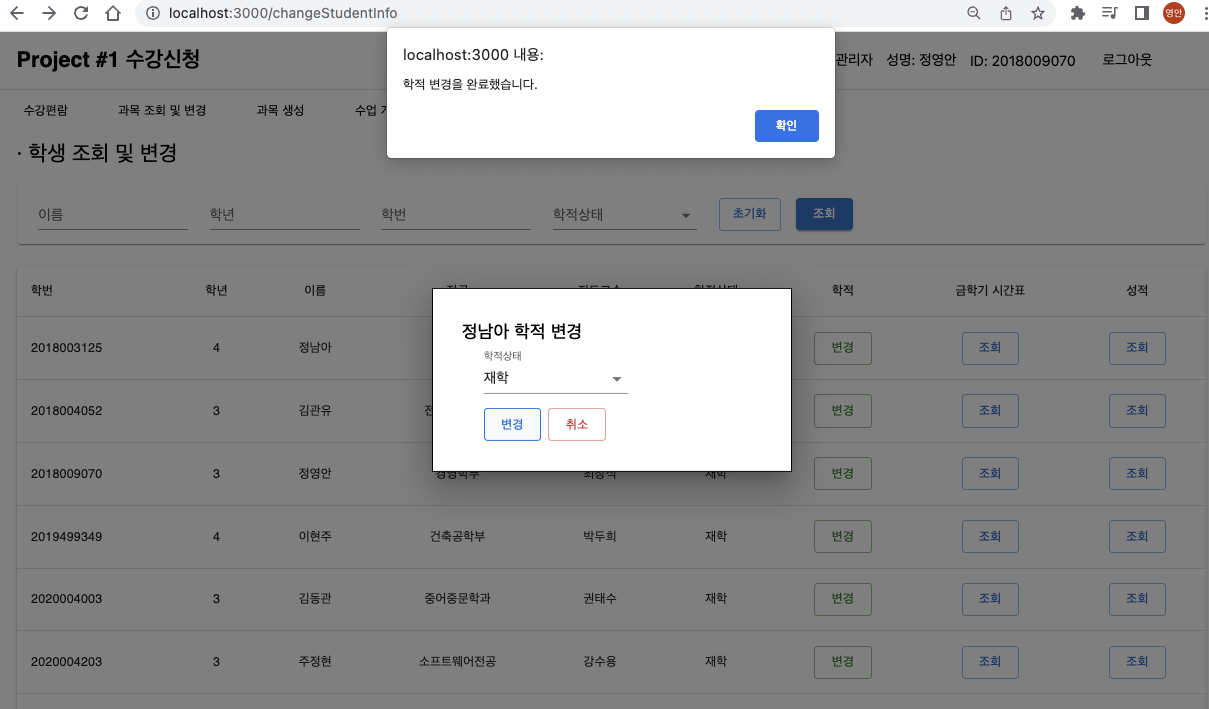 localhost:3000/changeStudentInfo
영안
localhost:3000 내용:
학적 변경을 완료했습니다.
확인
Project #1 수강신청
관리자 성명: 정영안 ID: 2018009070 로그아웃
수강편람 과목 조회 및 변경 과목 생성 수업
· 학생 조회 및 변경
이름 학년 학번 학적상태 초기화 조회
학번 학년 이름 학적 금학기 시간표 성적
정남아 학적 변경
학적상태
재학
변경 취소
2018003125 4 정남아 변경 조회 조회
2018004052 3 김관유 변경 조회 조회
2018009070 3 정영안 경영학부 재학 변경 조회 조회
2019499349 4 이현주 건축공학부 박두희 재학 변경 조회 조회
2020004003 3 김동관 중어중문학과 권태수 재학 변경 조회 조회
2020004203 3 주정현 소프트웨어전공 강수용 재학 변경 조회 조회